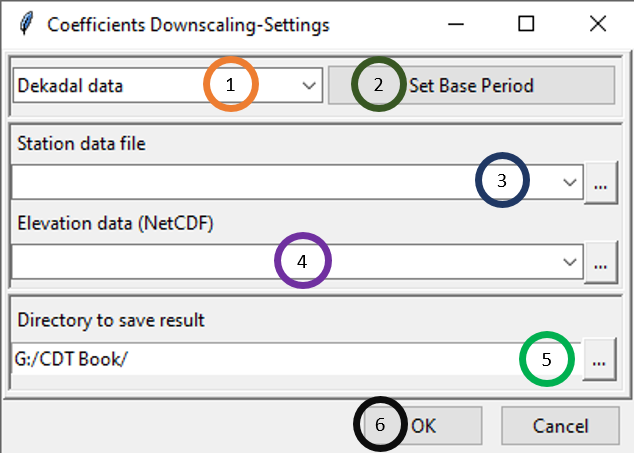 Coefficients Downscaling-Settings
Dekadal data 1 2 Set Base Period
Station data file
3 ...
Elevation data (NetCDF)
4 ...
Directory to save result
G:/CDT Book/ 5 ...
6 OK Cancel